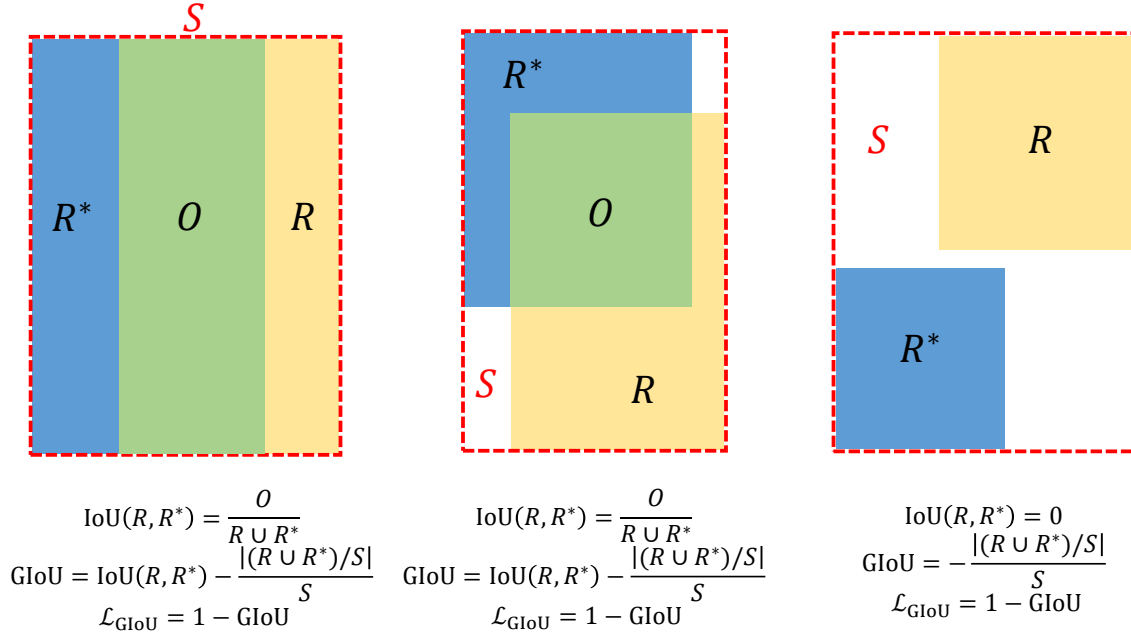 S
R* O R
IoU(R, R*) = O / R ∪ R*
GIoU = IoU(R, R*) − |(R ∪ R*)/S| / S
ℒ_GIoU = 1 − GIoU
R*
O
S
R
IoU(R, R*) = O / R ∪ R*
GIoU = IoU(R, R*) − |(R ∪ R*)/S| / S
ℒ_GIoU = 1 − GIoU
S R
R*
IoU(R, R*) = 0
GIoU = − |(R ∪ R*)/S| / S
ℒ_GIoU = 1 − GIoU